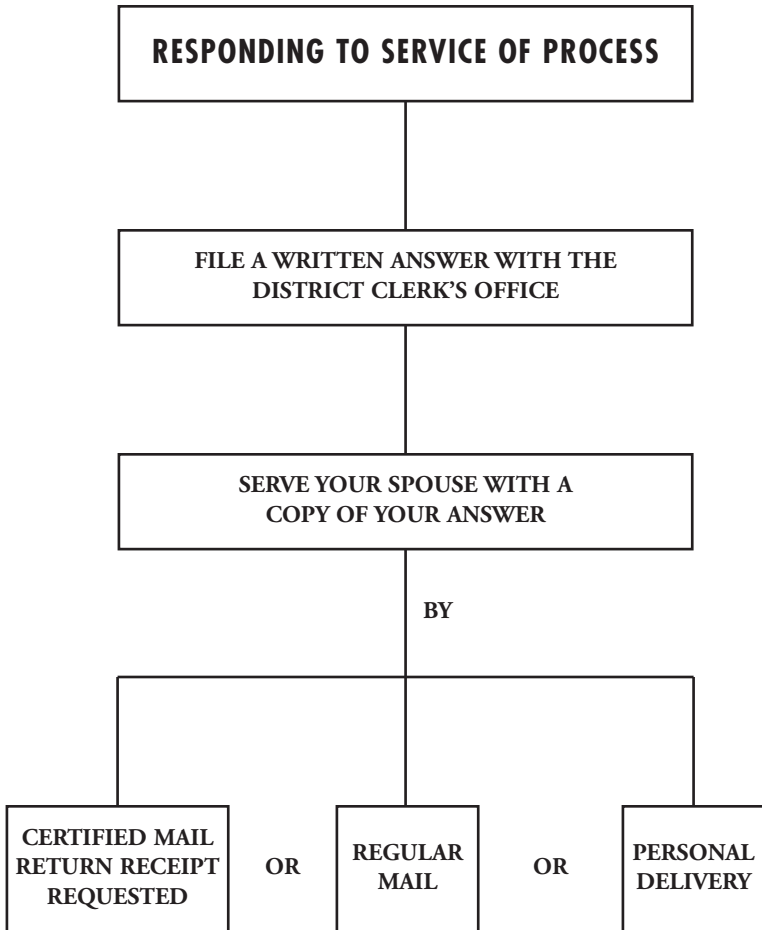 RESPONDING TO SERVICE OF PROCESS
FILE A WRITTEN ANSWER WITH THE
DISTRICT CLERK’S OFFICE
SERVE YOUR SPOUSE WITH A
COPY OF YOUR ANSWER
BY
CERTIFIED MAIL
RETURN RECEIPT
REQUESTED
OR
REGULAR
MAIL
OR
PERSONAL
DELIVERY